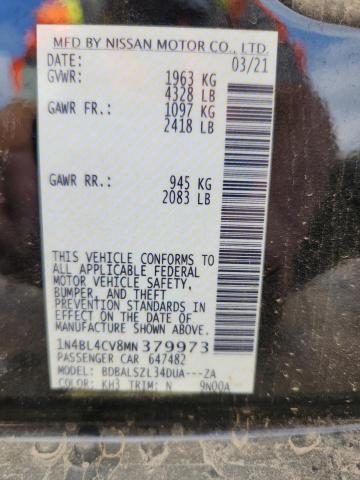 MFD BY NISSAN MOTOR CO., LTD.
DATE: 03/21
GVWR: 1963 KG
4328 LB
GAWR FR.: 1097 KG
2418 LB
GAWR RR.: 945 KG
2083 LB
THIS VEHICLE CONFORMS TO
ALL APPLICABLE FEDERAL
MOTOR VEHICLE SAFETY,
BUMPER, AND THEFT
PREVENTION STANDARDS IN
EFFECT ON THE DATE OF
MANUFACTURE SHOWN ABOVE.
1N4BL4CV8MN379973
PASSENGER CAR 647482
MODEL: BDBALSZL34DUA---ZA
COLOR: KH3 TRIM: N 9N00A